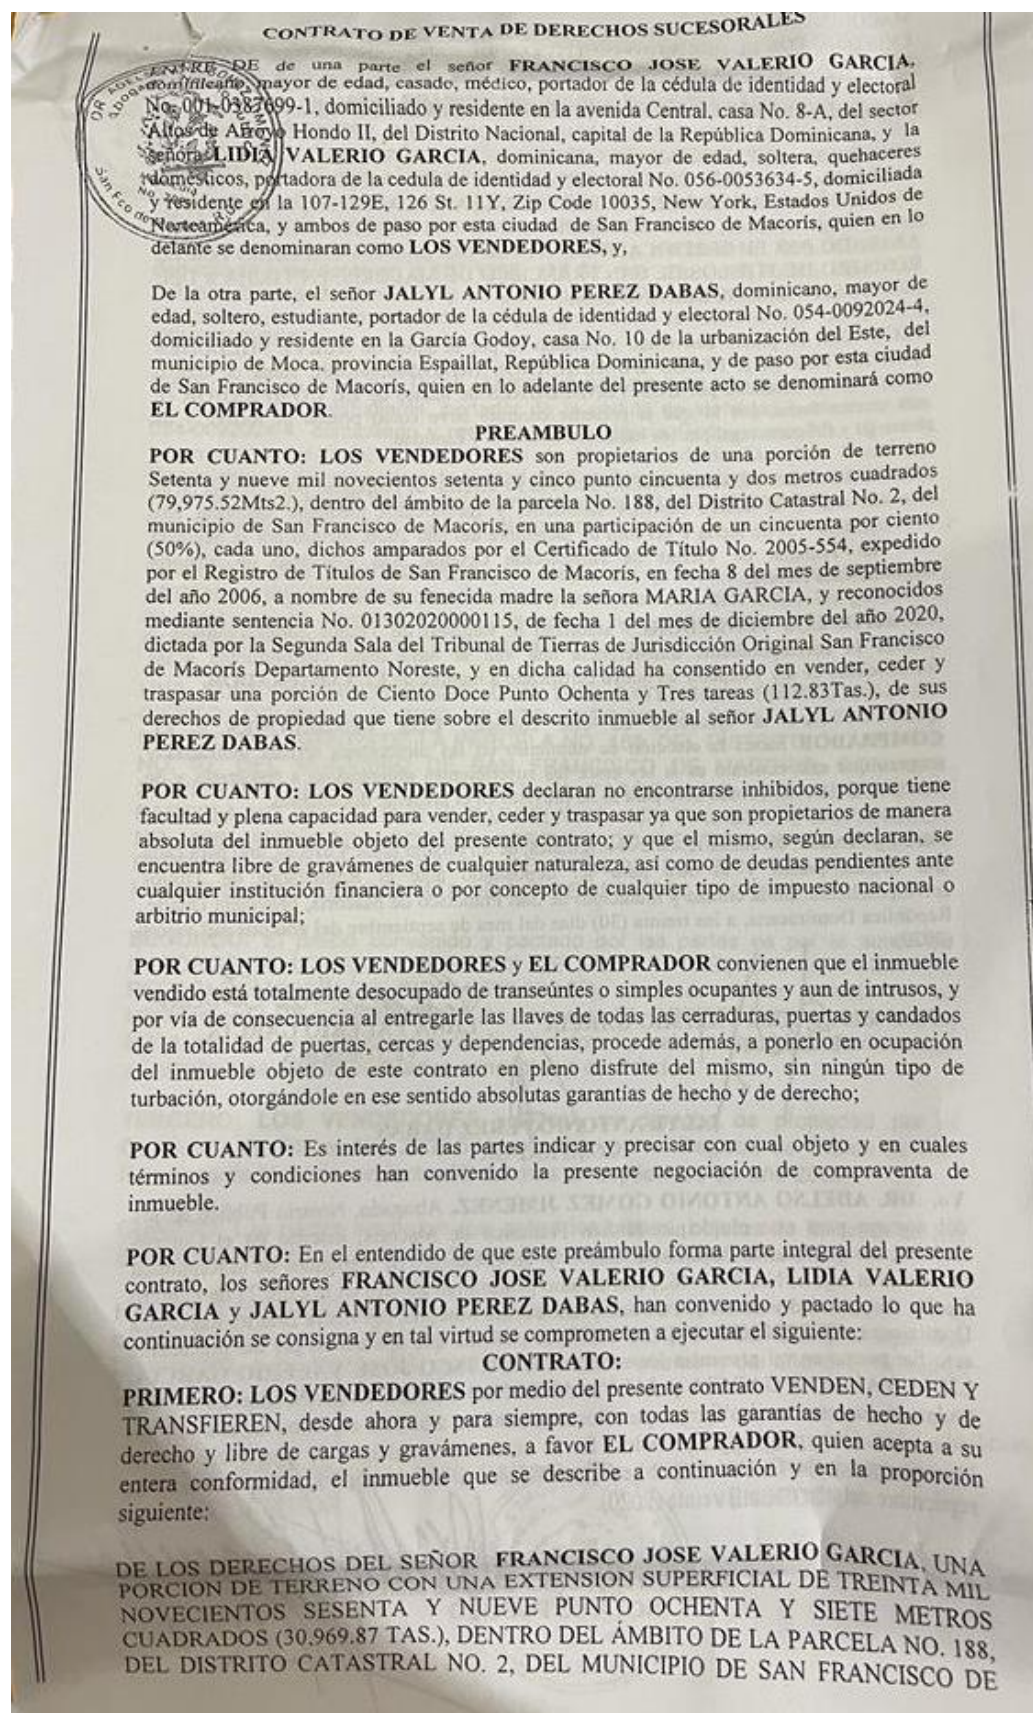 CONTRATO DE VENTA DE DERECHOS SUCESORALES
ENTRE DE de una parte el señor FRANCISCO JOSE VALERIO GARCIA,
dominicano, mayor de edad, casado, médico, portador de la cédula de identidad y electoral
No. 001-0387699-1, domiciliado y residente en la avenida Central, casa No. 8-A, del sector
Altos de Arroyo Hondo II, del Distrito Nacional, capital de la República Dominicana, y la
señora LIDIA VALERIO GARCIA, dominicana, mayor de edad, soltera, quehaceres
domésticos, portadora de la cedula de identidad y electoral No. 056-0053634-5, domiciliada
y residente en la 107-129E, 126 St. 11Y, Zip Code 10035, New York, Estados Unidos de
Norteamérica, y ambos de paso por esta ciudad de San Francisco de Macorís, quien en lo
delante se denominaran como LOS VENDEDORES, y,
De la otra parte, el señor JALYL ANTONIO PEREZ DABAS, dominicano, mayor de
edad, soltero, estudiante, portador de la cédula de identidad y electoral No. 054-0092024-4,
domiciliado y residente en la García Godoy, casa No. 10 de la urbanización del Este, del
municipio de Moca, provincia Espaillat, República Dominicana, y de paso por esta ciudad
de San Francisco de Macorís, quien en lo adelante del presente acto se denominará como
EL COMPRADOR.
PREAMBULO
POR CUANTO: LOS VENDEDORES son propietarios de una porción de terreno
Setenta y nueve mil novecientos setenta y cinco punto cincuenta y dos metros cuadrados
(79,975.52Mts2.), dentro del ámbito de la parcela No. 188, del Distrito Catastral No. 2, del
municipio de San Francisco de Macorís, en una participación de un cincuenta por ciento
(50%), cada uno, dichos amparados por el Certificado de Título No. 2005-554, expedido
por el Registro de Títulos de San Francisco de Macorís, en fecha 8 del mes de septiembre
del año 2006, a nombre de su fenecida madre la señora MARIA GARCIA, y reconocidos
mediante sentencia No. 01302020000115, de fecha 1 del mes de diciembre del año 2020,
dictada por la Segunda Sala del Tribunal de Tierras de Jurisdicción Original San Francisco
de Macorís Departamento Noreste, y en dicha calidad ha consentido en vender, ceder y
traspasar una porción de Ciento Doce Punto Ochenta y Tres tareas (112.83Tas.), de sus
derechos de propiedad que tiene sobre el descrito inmueble al señor JALYL ANTONIO
PEREZ DABAS.
POR CUANTO: LOS VENDEDORES declaran no encontrarse inhibidos, porque tiene
facultad y plena capacidad para vender, ceder y traspasar ya que son propietarios de manera
absoluta del inmueble objeto del presente contrato; y que el mismo, según declaran, se
encuentra libre de gravámenes de cualquier naturaleza, así como de deudas pendientes ante
cualquier institución financiera o por concepto de cualquier tipo de impuesto nacional o
arbitrio municipal;
POR CUANTO: LOS VENDEDORES y EL COMPRADOR convienen que el inmueble
vendido está totalmente desocupado de transeúntes o simples ocupantes y aun de intrusos, y
por vía de consecuencia al entregarle las llaves de todas las cerraduras, puertas y candados
de la totalidad de puertas, cercas y dependencias, procede además, a ponerlo en ocupación
del inmueble objeto de este contrato en pleno disfrute del mismo, sin ningún tipo de
turbación, otorgándole en ese sentido absolutas garantías de hecho y de derecho;
POR CUANTO: Es interés de las partes indicar y precisar con cual objeto y en cuales
términos y condiciones han convenido la presente negociación de compraventa de
inmueble.
POR CUANTO: En el entendido de que este preámbulo forma parte integral del presente
contrato, los señores FRANCISCO JOSE VALERIO GARCIA, LIDIA VALERIO
GARCIA y JALYL ANTONIO PEREZ DABAS, han convenido y pactado lo que ha
continuación se consigna y en tal virtud se comprometen a ejecutar el siguiente:
CONTRATO:
PRIMERO: LOS VENDEDORES por medio del presente contrato VENDEN, CEDEN Y
TRANSFIEREN, desde ahora y para siempre, con todas las garantías de hecho y de
derecho y libre de cargas y gravámenes, a favor EL COMPRADOR, quien acepta a su
entera conformidad, el inmueble que se describe a continuación y en la proporción
siguiente:
DE LOS DERECHOS DEL SEÑOR FRANCISCO JOSE VALERIO GARCIA, UNA
PORCION DE TERRENO CON UNA EXTENSION SUPERFICIAL DE TREINTA MIL
NOVECIENTOS SESENTA Y NUEVE PUNTO OCHENTA Y SIETE METROS
CUADRADOS (30,969.87 TAS.), DENTRO DEL ÁMBITO DE LA PARCELA NO. 188,
DEL DISTRITO CATASTRAL NO. 2, DEL MUNICIPIO DE SAN FRANCISCO DE